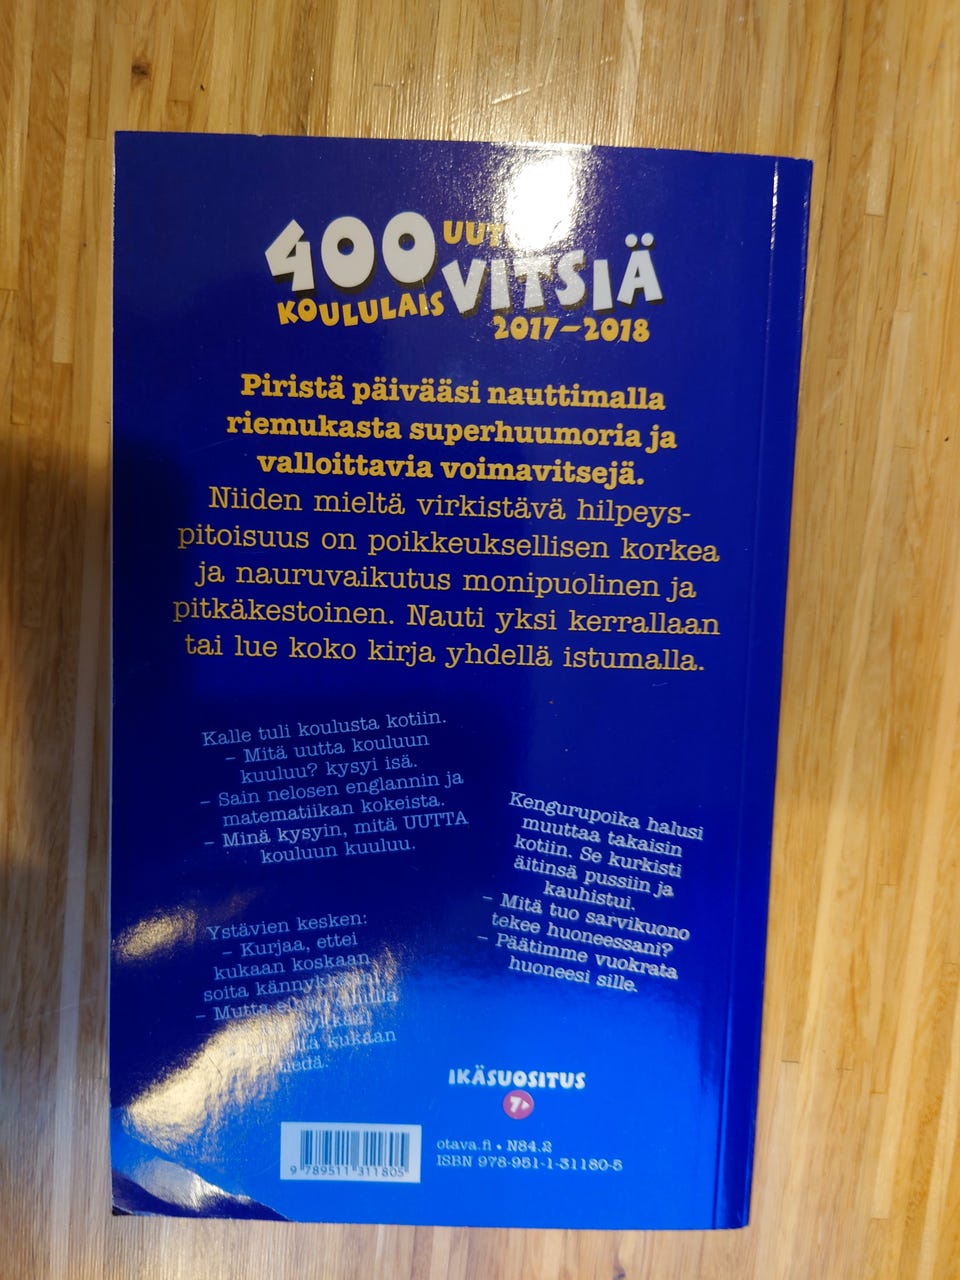 400
VITSIÄ
KOULULAIS
2017–2018
Piristä päivääsi nauttimalla
riemukasta superhuumoria ja
valloittavia voimavitsejä.
Niiden mieltä virkistävä hilpeys-
pitoisuus on poikkeuksellisen korkea
ja nauruvaikutus monipuolinen ja
pitkäkestoinen. Nauti yksi kerrallaan
tai lue koko kirja yhdellä istumalla.
Kalle tuli koulusta kotiin.
– Mitä uutta kouluun
kuuluu? kysyi isä.
– Sain nelosen englannin ja
matematiikan kokeista.
– Minä kysyin, mitä UUTTA
kouluun kuuluu.
Kengurupoika halusi
muuttaa takaisin
kotiin. Se kurkisti
äitinsä pussiin ja
kauhistui.
– Mitä tuo sarvikuono
tekee huoneessani?
– Päätimme vuokrata
huoneesi sille.
Ystävien kesken:
– Kurjaa, ettei
kukaan koskaan
soita
– Mutta
kukaan
IKÄSUOSITUS
7+
otava.fi • N84.2
ISBN 978-951-1-31180-5
9 789511 311805